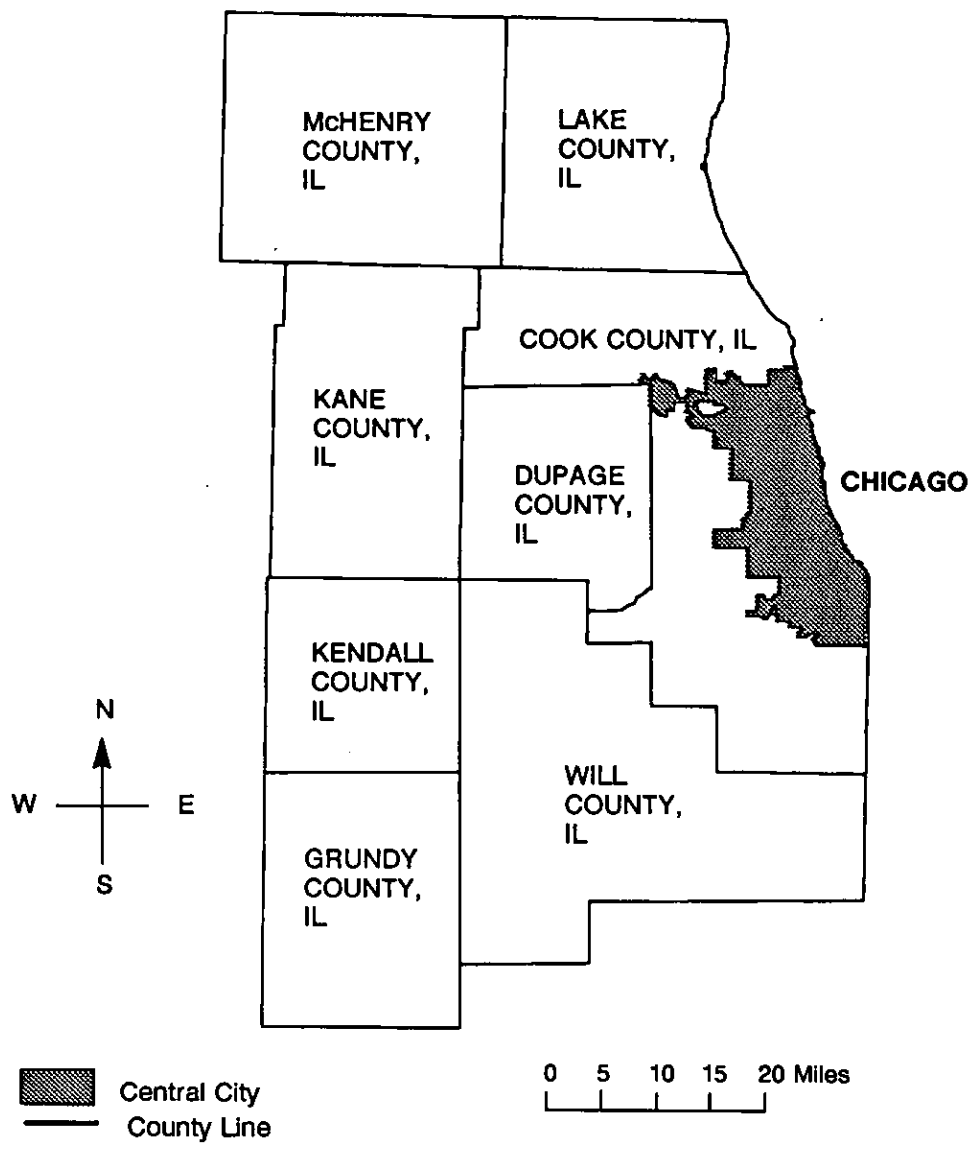 McHENRY
COUNTY,
IL
LAKE
COUNTY,
IL
COOK COUNTY, IL
KANE
COUNTY,
IL
DUPAGE
COUNTY,
IL
CHICAGO
KENDALL
COUNTY,
IL
N
W E
S
WILL
COUNTY,
IL
GRUNDY
COUNTY,
IL
Central City
County Line
0 5 10 15 20 Miles